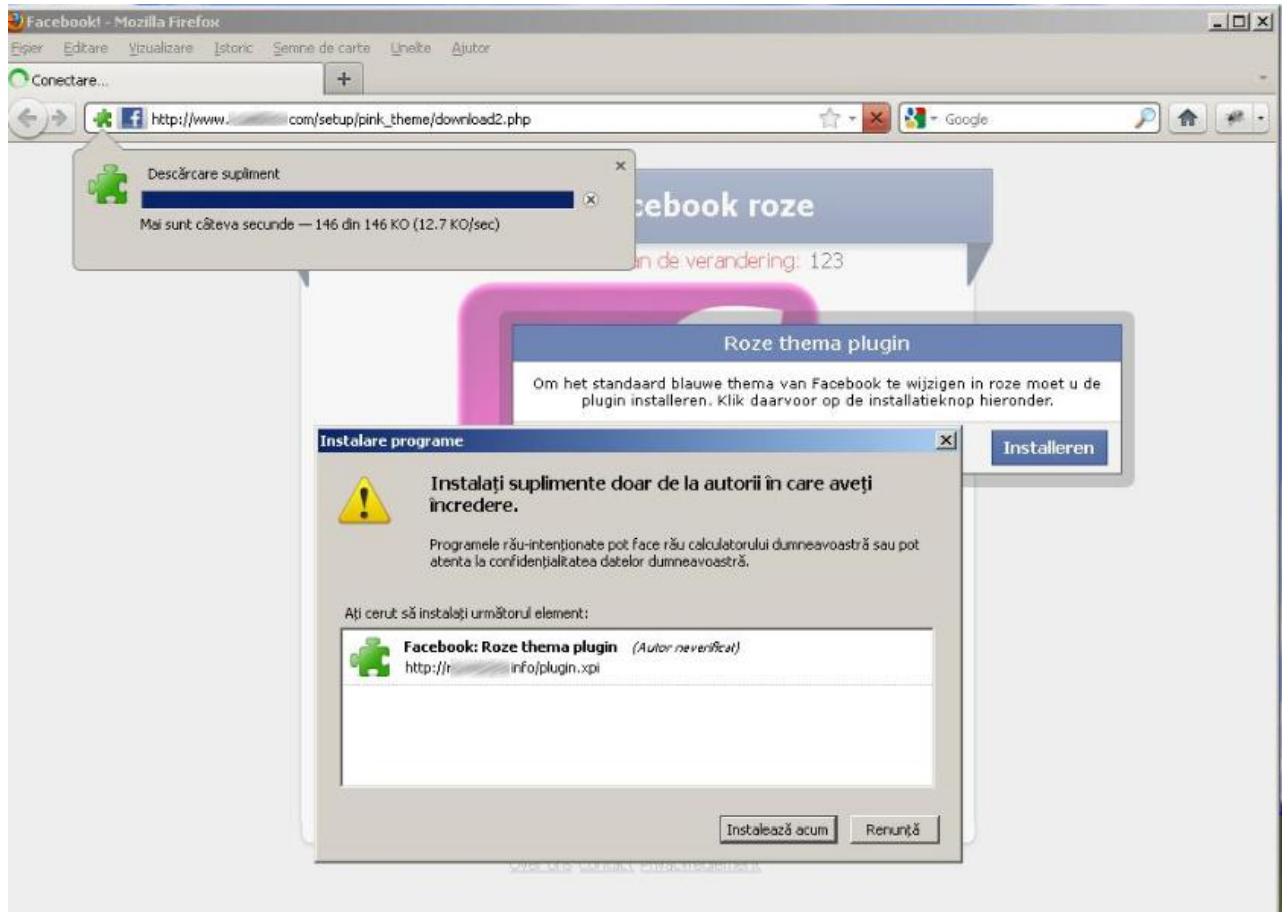 Facebook! - Mozilla Firefox
Fișier Editare Vizualizare Istoric Semne de carte Unelte Ajutor
Conectare...
http://www. com/setup/pink_theme/download2.php
Google
Descărcare supliment
Mai sunt câteva secunde — 146 din 146 KO (12.7 KO/sec)
cebook roze
an de verandering: 123
Roze thema plugin
Om het standaard blauwe thema van Facebook te wijzigen in roze moet u de
plugin installeren. Klik daarvoor op de installatieknop hieronder.
Installeren
Instalare programe
Instalați suplimente doar de la autorii în care aveți
încredere.
Programele rău-intenționate pot face rău calculatorului dumneavoastră sau pot
atenta la confidențialitatea datelor dumneavoastră.
Ați cerut să instalați următorul element:
Facebook: Roze thema plugin (Autor neverificat)
http://r info/plugin.xpi
Instalează acum Renunță
Over ons Contact Privacyreglement